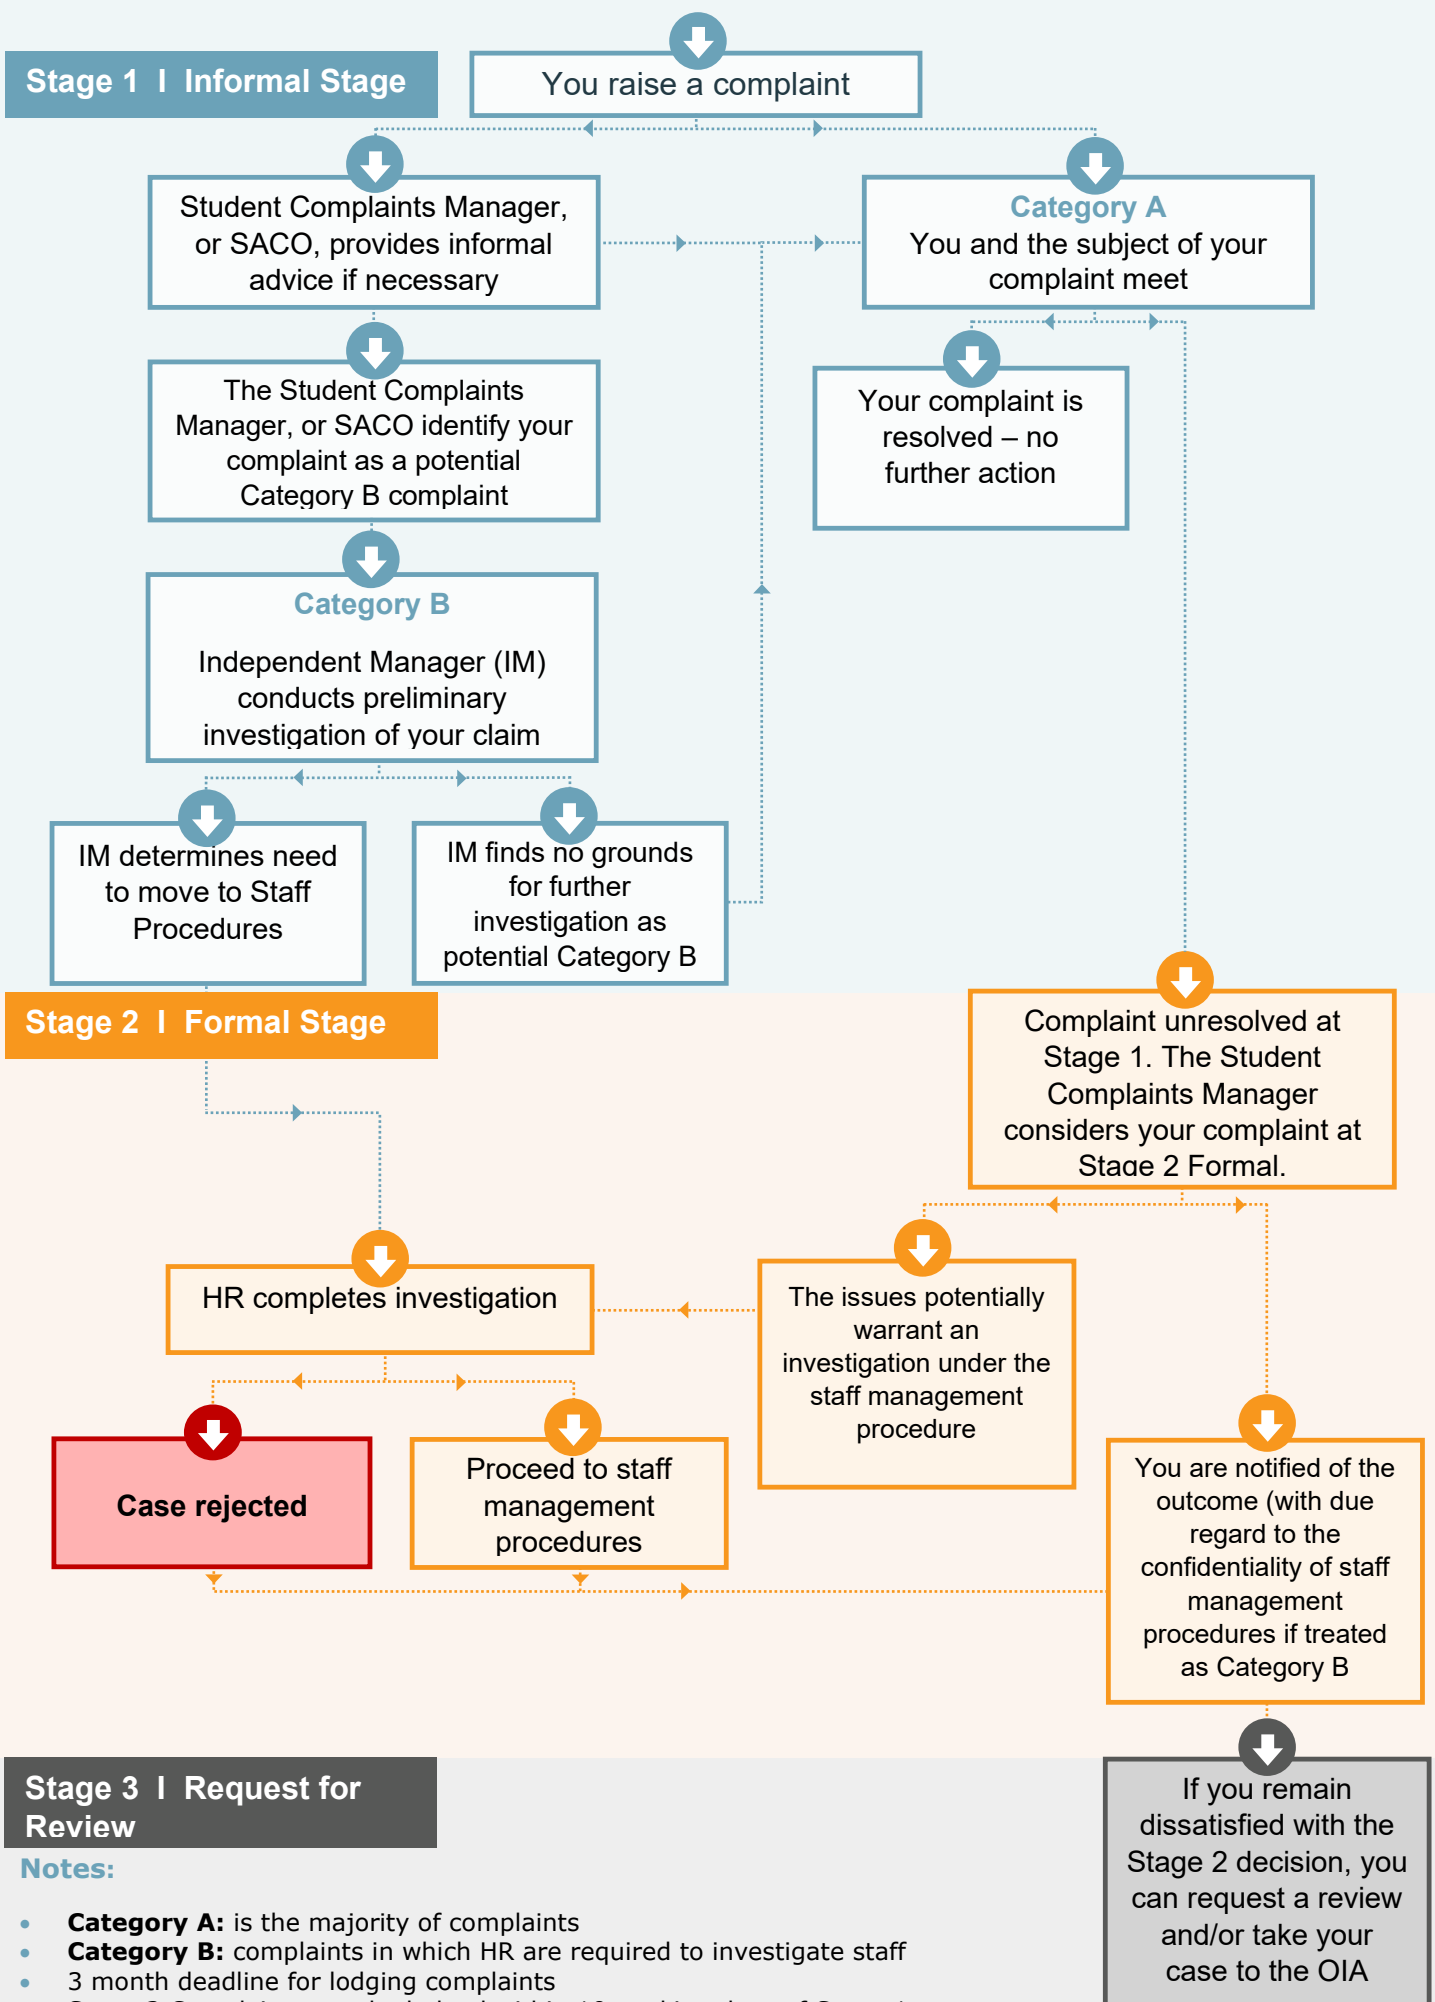 Stage 1 I Informal Stage
You raise a complaint
Student Complaints Manager,
or SACO, provides informal
advice if necessary
Category A
You and the subject of your
complaint meet
The Student Complaints
Manager, or SACO identify your
complaint as a potential
Category B complaint
Your complaint is
resolved – no
further action
Category B
Independent Manager (IM)
conducts preliminary
investigation of your claim
IM determines need
to move to Staff
Procedures
IM finds no grounds
for further
investigation as
potential Category B
Stage 2 I Formal Stage
Complaint unresolved at
Stage 1. The Student
Complaints Manager
considers your complaint at
Stage 2 Formal.
HR completes investigation
The issues potentially
warrant an
investigation under the
staff management
procedure
Case rejected
Proceed to staff
management
procedures
You are notified of the
outcome (with due
regard to the
confidentiality of staff
management
procedures if treated
as Category B
Stage 3 I Request for
Review
If you remain
dissatisfied with the
Stage 2 decision, you
can request a review
and/or take your
case to the OIA
Notes:
• Category A: is the majority of complaints
• Category B: complaints in which HR are required to investigate staff
• 3 month deadline for lodging complaints